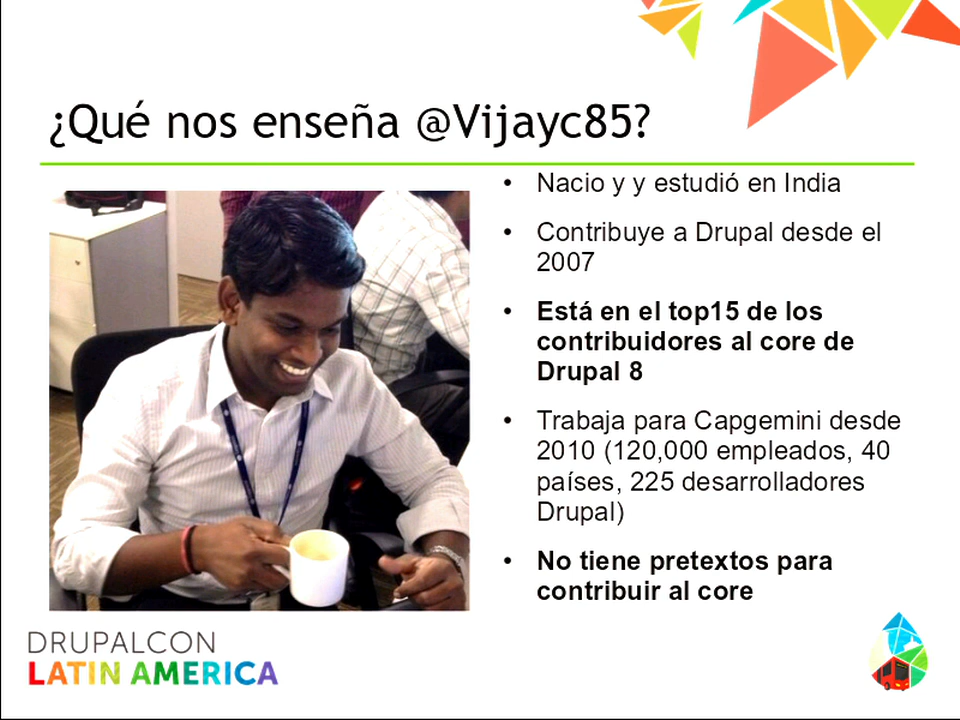 ¿Qué nos enseña @Vijayc85?
• Nacio y y estudió en India
• Contribuye a Drupal desde el
2007
• Está en el top15 de los
contribuidores al core de
Drupal 8
• Trabaja para Capgemini desde
2010 (120,000 empleados, 40
países, 225 desarrolladores
Drupal)
• No tiene pretextos para
contribuir al core
DRUPALCON
LATIN AMERICA